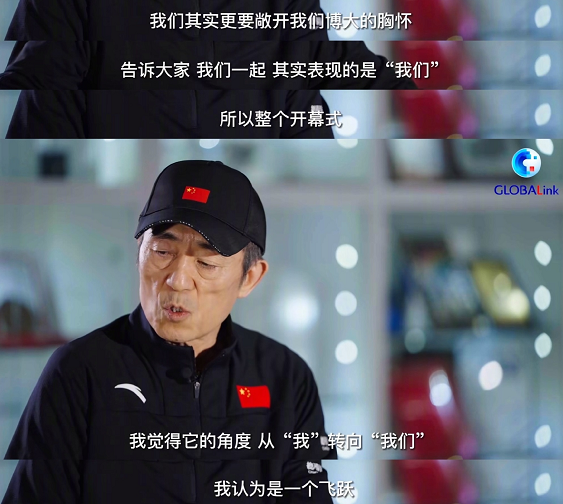 我们其实更要敞开我们博大的胸怀
告诉大家 我们一起 其实表现的是“我们”
所以整个开幕式
GLOBALink
我觉得它的角度 从“我”转向“我们”
我认为是一个飞跃